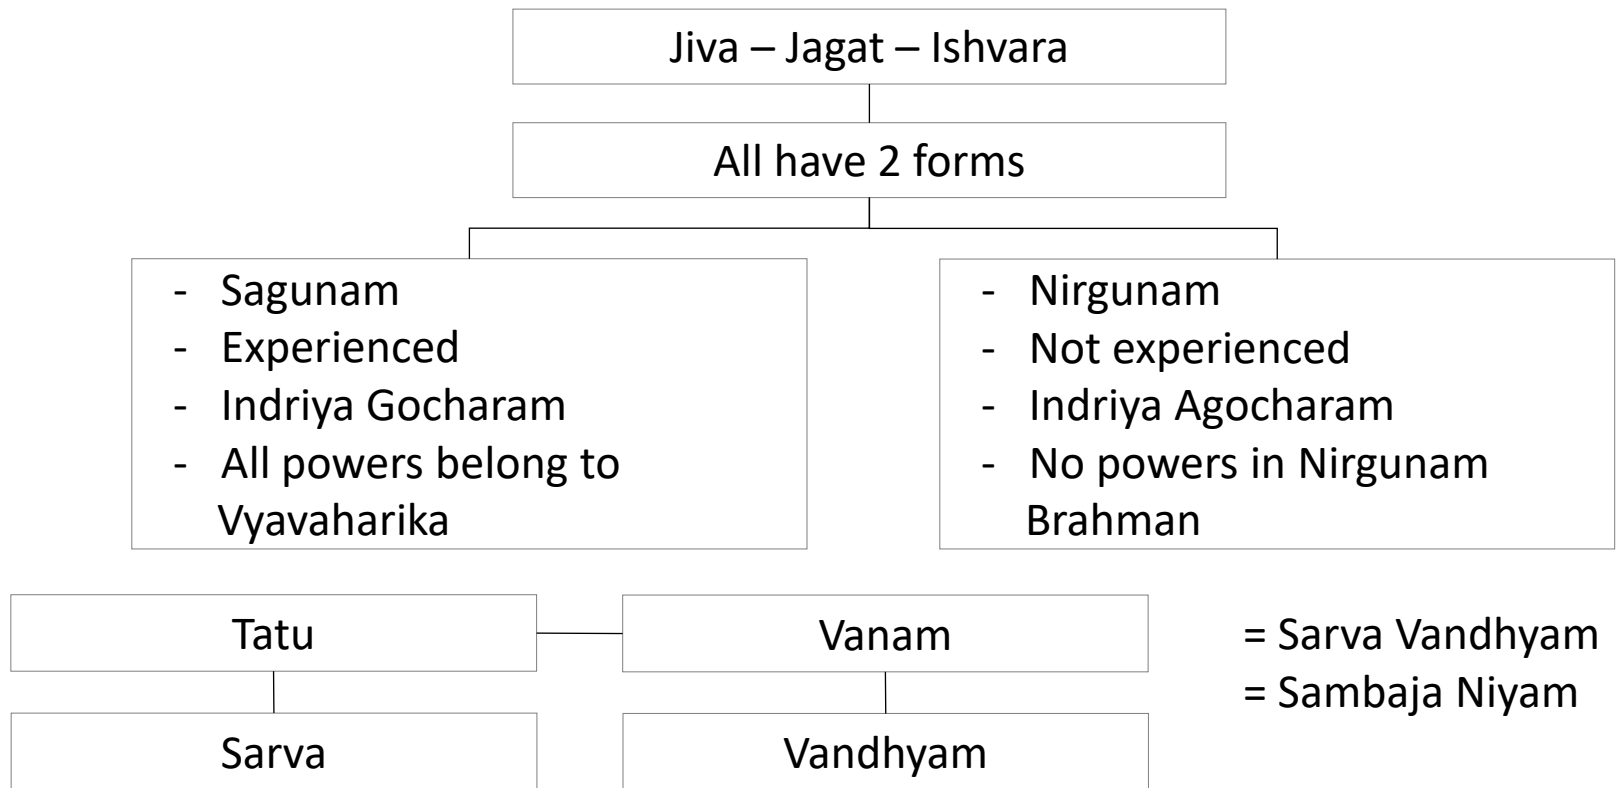 Jiva – Jagat – Ishvara
All have 2 forms
- Sagunam
- Experienced
- Indriya Gocharam
- All powers belong to
Vyavaharika
- Nirgunam
- Not experienced
- Indriya Agocharam
- No powers in Nirgunam
Brahman
Tatu
Vanam
= Sarva Vandhyam
= Sambaja Niyam
Sarva
Vandhyam